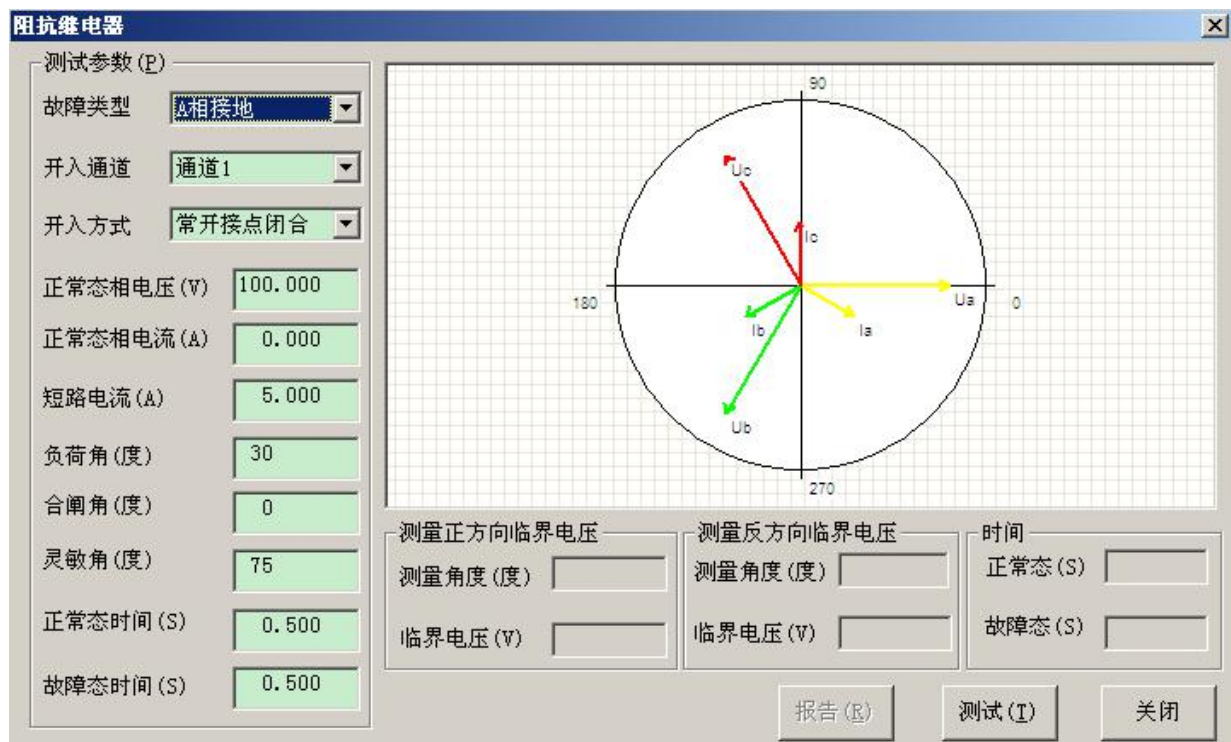 阻抗继电器
测试参数(P)
故障类型 A相接地
开入通道 通道1
开入方式 常开接点闭合
正常态相电压(V) 100.000
正常态相电流(A) 0.000
短路电流(A) 5.000
负荷角(度) 30
合阐角(度) 0
灵敏角(度) 75
正常态时间(S) 0.500
故障态时间(S) 0.500
90
Uc
Ic
180
Ua
0
Ib
Ia
Ub
270
测量正方向临界电压
测量角度(度)
临界电压(V)
测量反方向临界电压
测量角度(度)
临界电压(V)
时间
正常态(S)
故障态(S)
报告(R)
测试(T)
关闭